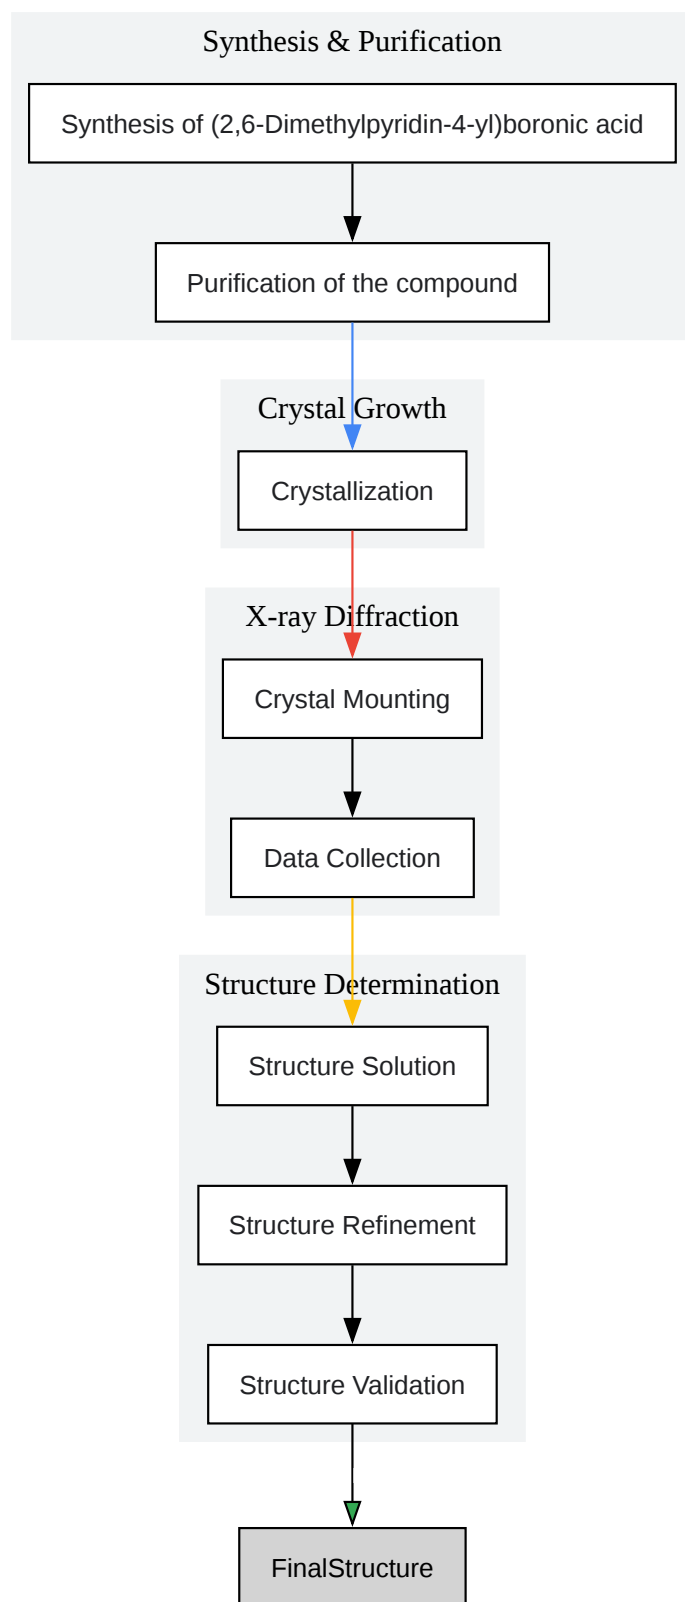 Synthesis & Purification
Synthesis of (2,6-Dimethylpyridin-4-yl)boronic acid
Purification of the compound
Crystal Growth
Crystallization
X-ray Diffraction
Crystal Mounting
Data Collection
Structure Determination
Structure Solution
Structure Refinement
Structure Validation
FinalStructure